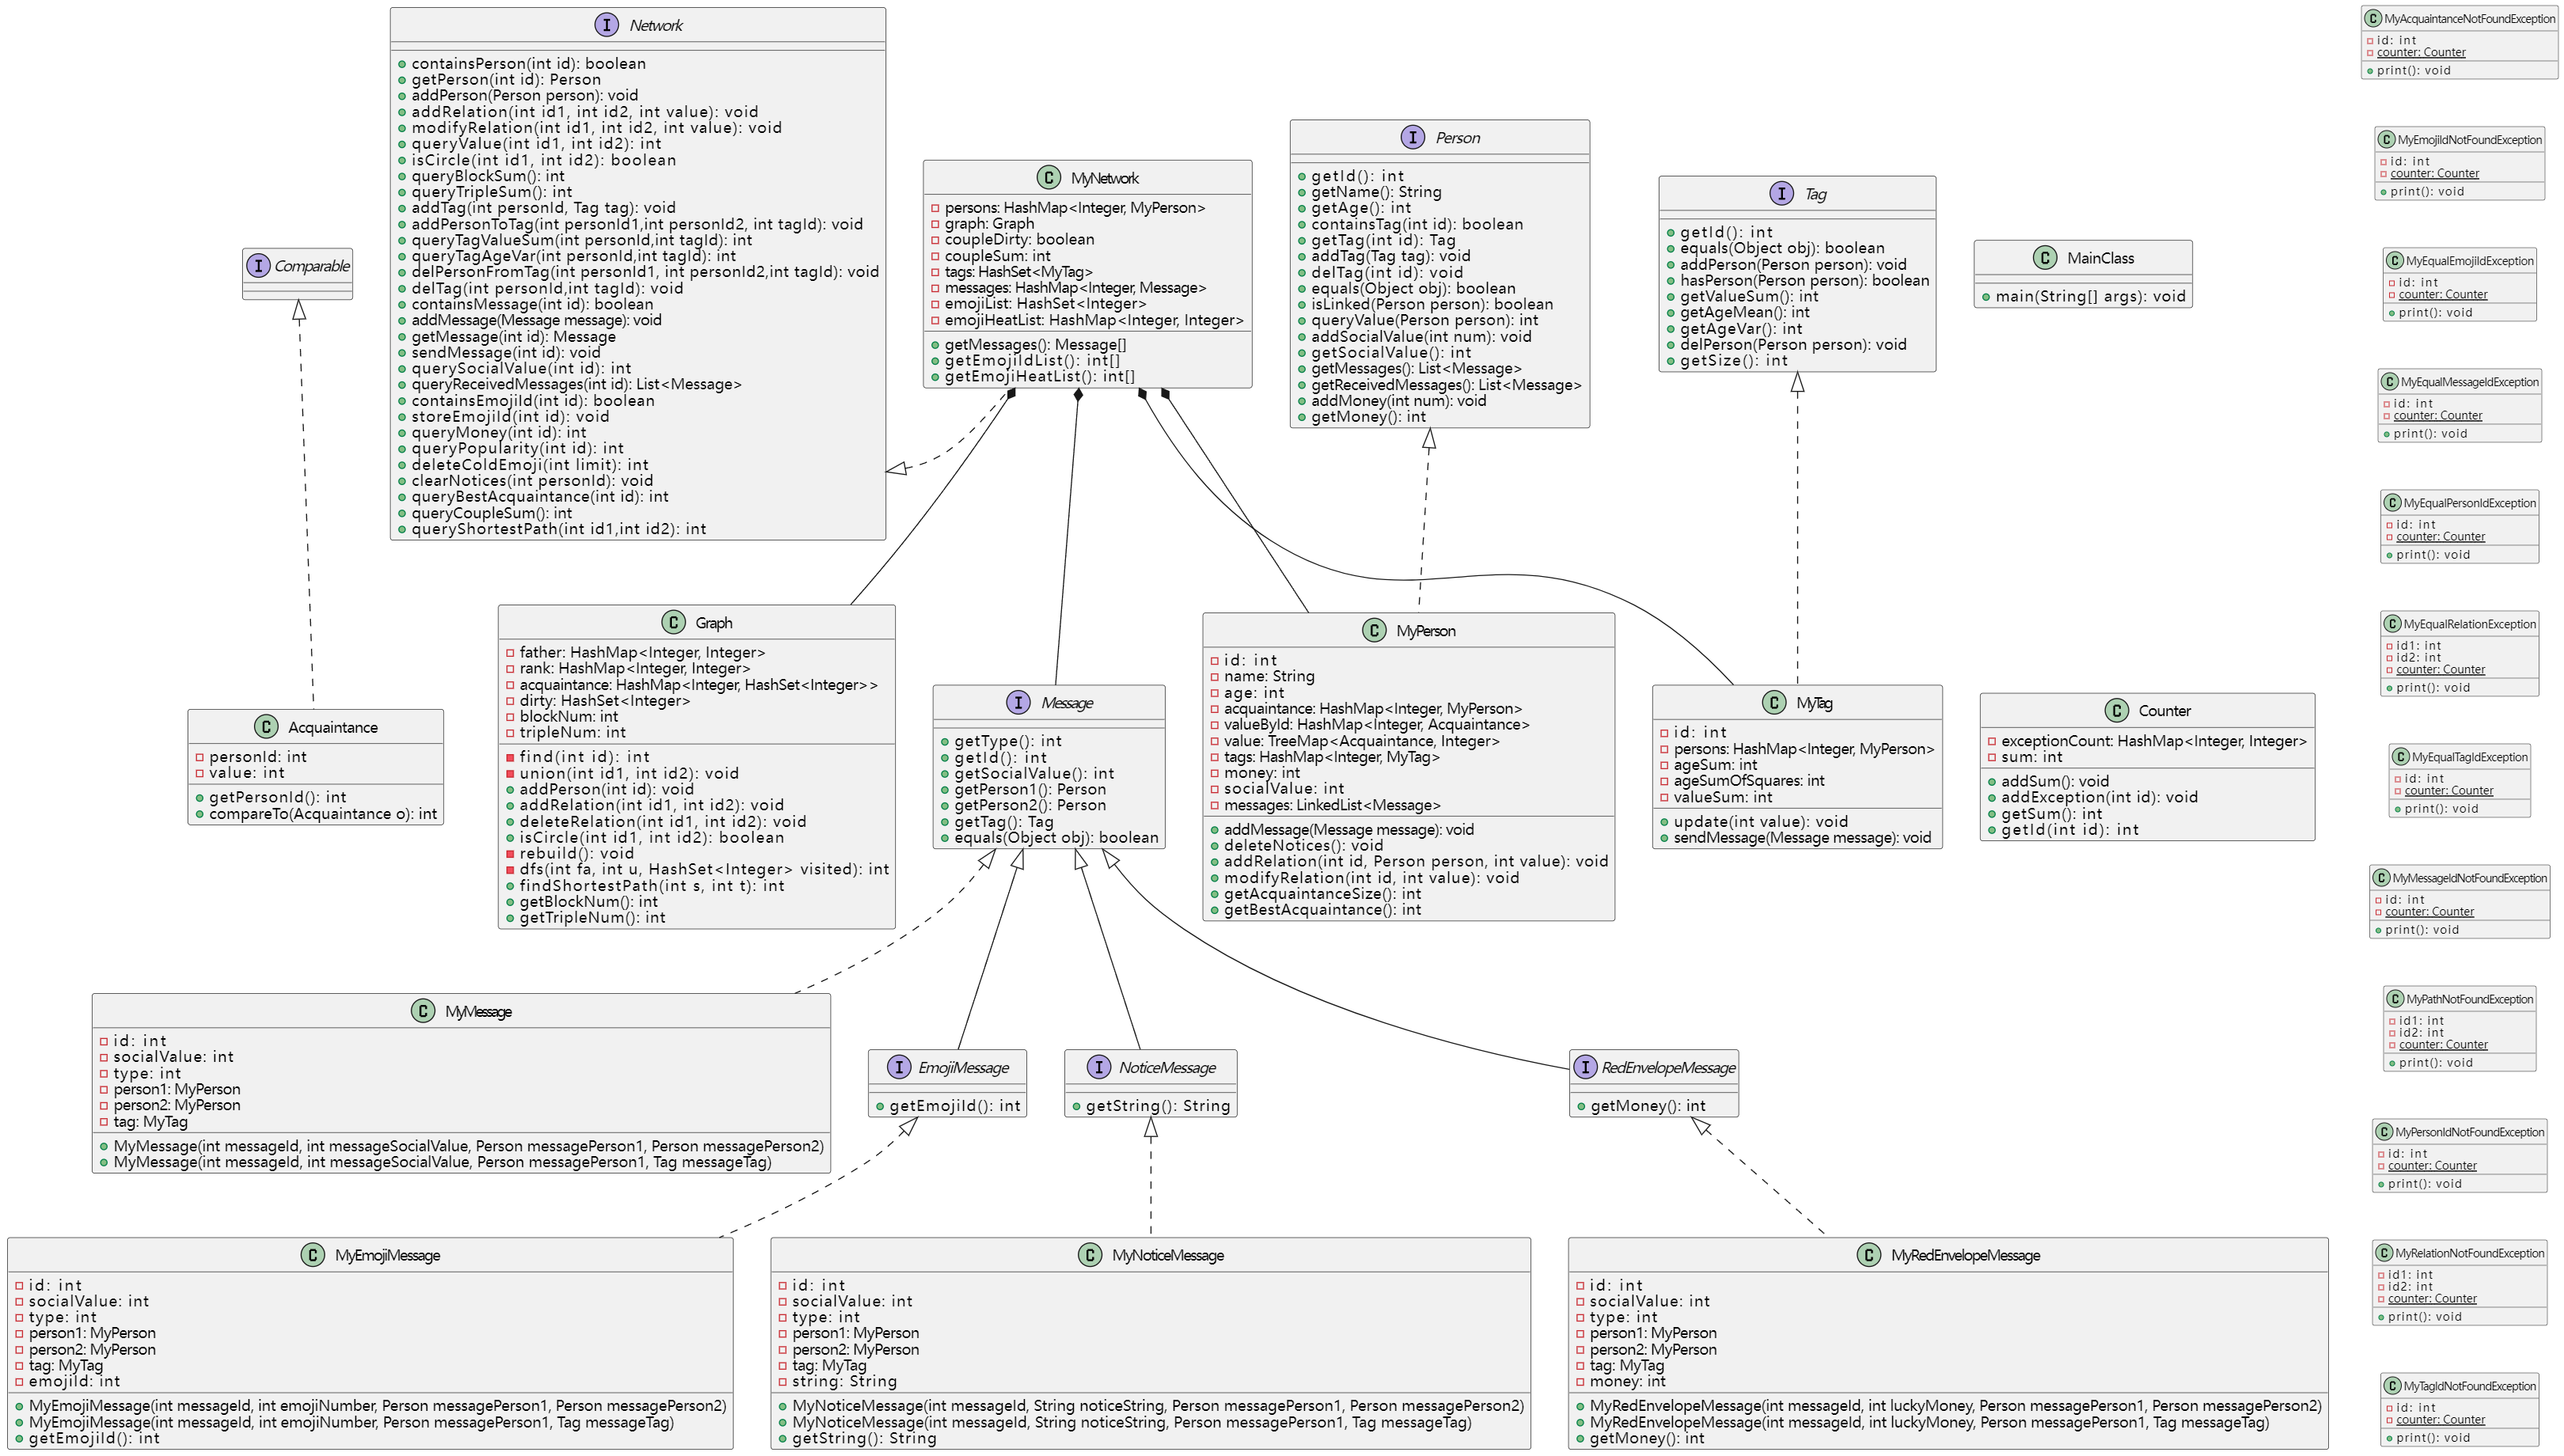 I Network
containsPerson(int id): boolean
getPerson(int id): Person
addPerson(Person person): void
addRelation(int id1, int id2, int value): void
modifyRelation(int id1, int id2, int value): void
queryValue(int id1, int id2): int
isCircle(int id1, int id2): boolean
queryBlockSum(): int
queryTripleSum(): int
addTag(int personId, Tag tag): void
addPersonToTag(int personId1,int personId2, int tagId): void
queryTagValueSum(int personId,int tagId): int
queryTagAgeVar(int personId,int tagId): int
delPersonFromTag(int personId1, int personId2,int tagId): void
delTag(int personId,int tagId): void
containsMessage(int id): boolean
addMessage(Message message): void
getMessage(int id): Message
sendMessage(int id): void
querySocialValue(int id): int
queryReceivedMessages(int id): List<Message>
containsEmojiId(int id): boolean
storeEmojiId(int id): void
queryMoney(int id): int
queryPopularity(int id): int
deleteColdEmoji(int limit): int
clearNotices(int personId): void
queryBestAcquaintance(int id): int
queryCoupleSum(): int
queryShortestPath(int id1,int id2): int
C MyNetwork
persons: HashMap<Integer, MyPerson>
graph: Graph
coupleDirty: boolean
coupleSum: int
tags: HashSet<MyTag>
messages: HashMap<Integer, Message>
emojiList: HashSet<Integer>
emojiHeatList: HashMap<Integer, Integer>
getMessages(): Message[]
getEmojiIdList(): int[]
getEmojiHeatList(): int[]
I Person
getId(): int
getName(): String
getAge(): int
containsTag(int id): boolean
getTag(int id): Tag
addTag(Tag tag): void
delTag(int id): void
equals(Object obj): boolean
isLinked(Person person): boolean
queryValue(Person person): int
addSocialValue(int num): void
getSocialValue(): int
getMessages(): List<Message>
getReceivedMessages(): List<Message>
addMoney(int num): void
getMoney(): int
I Tag
getId(): int
equals(Object obj): boolean
addPerson(Person person): void
hasPerson(Person person): boolean
getValueSum(): int
getAgeMean(): int
getAgeVar(): int
delPerson(Person person): void
getSize(): int
C MainClass
main(String[] args): void
I Comparable
C Graph
father: HashMap<Integer, Integer>
rank: HashMap<Integer, Integer>
acquaintance: HashMap<Integer, HashSet<Integer>>
dirty: HashSet<Integer>
blockNum: int
tripleNum: int
find(int id): int
union(int id1, int id2): void
addPerson(int id): void
addRelation(int id1, int id2): void
deleteRelation(int id1, int id2): void
isCircle(int id1, int id2): boolean
rebuild(): void
dfs(int fa, int u, HashSet<Integer> visited): int
findShortestPath(int s, int t): int
getBlockNum(): int
getTripleNum(): int
C Acquaintance
personId: int
value: int
getPersonId(): int
compareTo(Acquaintance o): int
I Message
getType(): int
getId(): int
getSocialValue(): int
getPerson1(): Person
getPerson2(): Person
getTag(): Tag
equals(Object obj): boolean
C MyPerson
id: int
name: String
age: int
acquaintance: HashMap<Integer, MyPerson>
valueById: HashMap<Integer, Acquaintance>
value: TreeMap<Acquaintance, Integer>
tags: HashMap<Integer, MyTag>
money: int
socialValue: int
messages: LinkedList<Message>
addMessage(Message message): void
deleteNotices(): void
addRelation(int id, Person person, int value): void
modifyRelation(int id, int value): void
getAcquaintanceSize(): int
getBestAcquaintance(): int
C MyTag
id: int
persons: HashMap<Integer, MyPerson>
ageSum: int
ageSumOfSquares: int
valueSum: int
update(int value): void
sendMessage(Message message): void
C Counter
exceptionCount: HashMap<Integer, Integer>
sum: int
addSum(): void
addException(int id): void
getSum(): int
getId(int id): int
C MyMessage
id: int
socialValue: int
type: int
person1: MyPerson
person2: MyPerson
tag: MyTag
MyMessage(int messageId, int messageSocialValue, Person messagePerson1, Person messagePerson2)
MyMessage(int messageId, int messageSocialValue, Person messagePerson1, Tag messageTag)
I EmojiMessage
getEmojiId(): int
I NoticeMessage
getString(): String
I RedEnvelopeMessage
getMoney(): int
C MyEmojiMessage
id: int
socialValue: int
type: int
person1: MyPerson
person2: MyPerson
tag: MyTag
emojiId: int
MyEmojiMessage(int messageId, int emojiNumber, Person messagePerson1, Person messagePerson2)
MyEmojiMessage(int messageId, int emojiNumber, Person messagePerson1, Tag messageTag)
getEmojiId(): int
C MyNoticeMessage
id: int
socialValue: int
type: int
person1: MyPerson
person2: MyPerson
tag: MyTag
string: String
MyNoticeMessage(int messageId, String noticeString, Person messagePerson1, Person messagePerson2)
MyNoticeMessage(int messageId, String noticeString, Person messagePerson1, Tag messageTag)
getString(): String
C MyRedEnvelopeMessage
id: int
socialValue: int
type: int
person1: MyPerson
person2: MyPerson
tag: MyTag
money: int
MyRedEnvelopeMessage(int messageId, int luckyMoney, Person messagePerson1, Person messagePerson2)
MyRedEnvelopeMessage(int messageId, int luckyMoney, Person messagePerson1, Tag messageTag)
getMoney(): int
C MyAcquaintanceNotFoundException
id: int
counter: Counter
print(): void
C MyEmojiIdNotFoundException
id: int
counter: Counter
print(): void
C MyEqualEmojiIdException
id: int
counter: Counter
print(): void
C MyEqualMessageIdException
id: int
counter: Counter
print(): void
C MyEqualPersonIdException
id: int
counter: Counter
print(): void
C MyEqualRelationException
id1: int
id2: int
counter: Counter
print(): void
C MyEqualTagIdException
id: int
counter: Counter
print(): void
C MyMessageIdNotFoundException
id: int
counter: Counter
print(): void
C MyPathNotFoundException
id1: int
id2: int
counter: Counter
print(): void
C MyPersonIdNotFoundException
id: int
counter: Counter
print(): void
C MyRelationNotFoundException
id1: int
id2: int
counter: Counter
print(): void
C MyTagIdNotFoundException
id: int
counter: Counter
print(): void